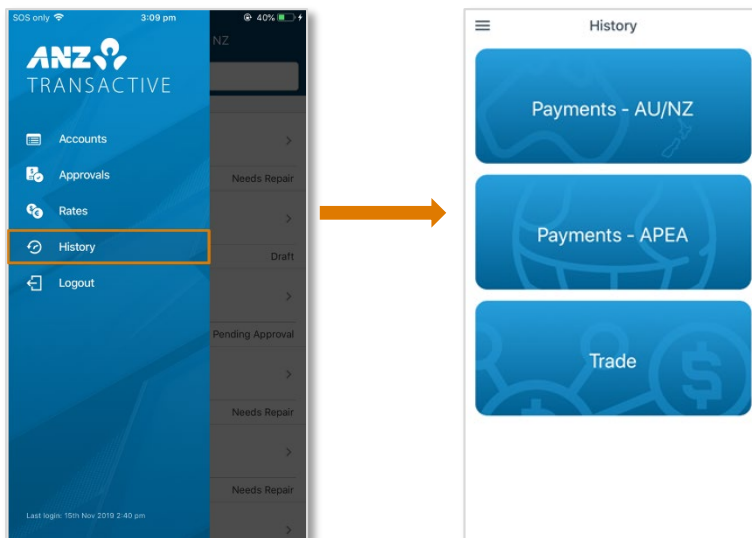 SOS only 3:09 pm 40%
ANZ
TRANSACTIVE
NZ
Accounts
Approvals
Needs Repair
Rates
History
Draft
Logout
Pending Approval
Needs Repair
Needs Repair
Last login: 15th Nov 2019 2:40 pm
History
Payments - AU/NZ
Payments - APEA
Trade